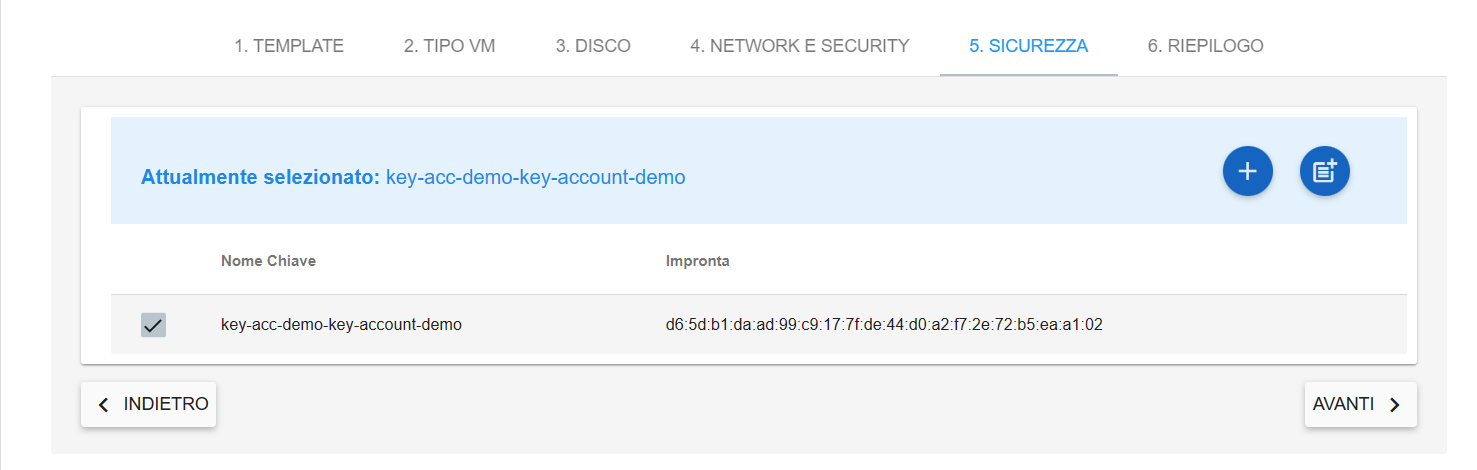 1. TEMPLATE 2. TIPO VM 3. DISCO 4. NETWORK E SECURITY 5. SICUREZZA 6. RIEPILOGO
Attualmente selezionato: key-acc-demo-key-account-demo
Nome Chiave Impronta
key-acc-demo-key-account-demo d6:5d:b1:da:ad:99:c9:17:7f:de:44:d0:a2:f7:2e:72:b5:ea:a1:02
INDIETRO AVANTI